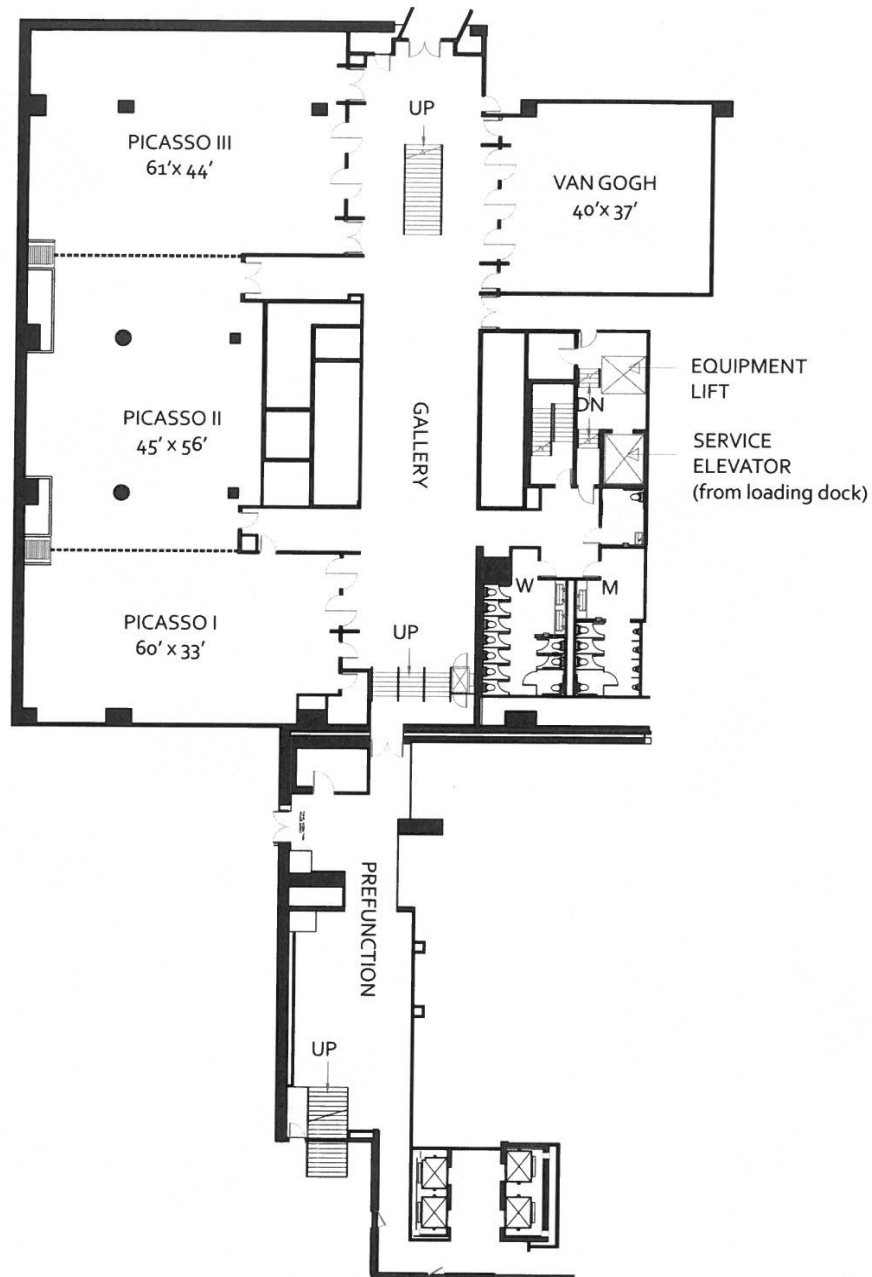 UP
PICASSO III
61'x 44'
VAN GOGH
40'x 37'
EQUIPMENT
LIFT
DN
GALLERY
PICASSO II
45' x 56'
SERVICE
ELEVATOR
(from loading dock)
W
M
PICASSO I
60' x 33'
UP
PREFUNCTION
UP